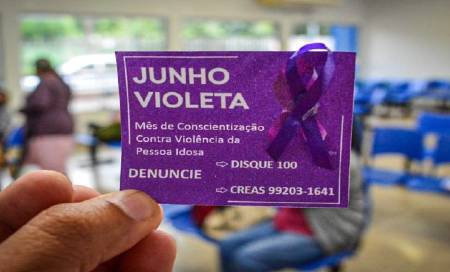 JUNHO
VIOLETA
Mês de Conscientização
Contra Violência da
Pessoa Idosa
⇨ DISQUE 100
DENUNCIE
⇨ CREAS 99203-1641